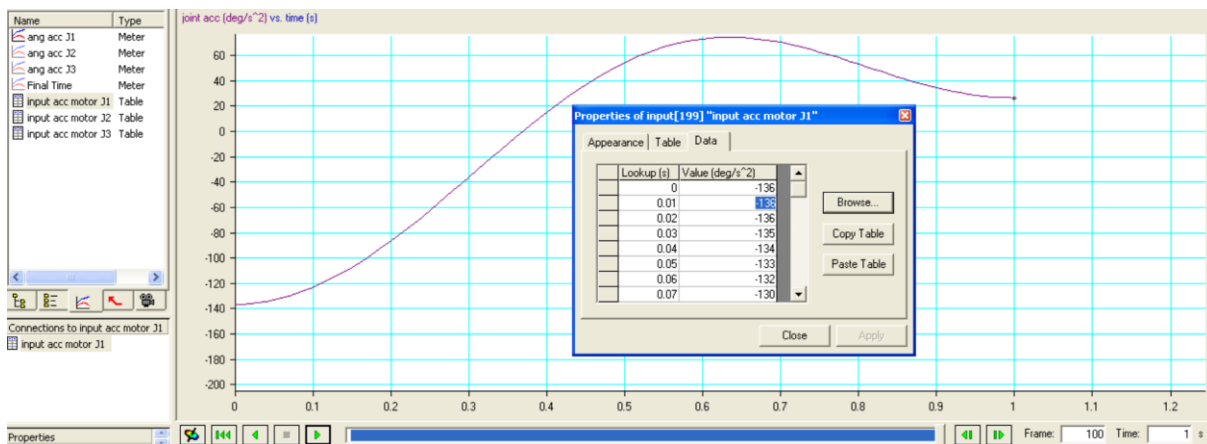 Name Type
ang acc J1 Meter
ang acc J2 Meter
ang acc J3 Meter
Final Time Meter
input acc motor J1 Table
input acc motor J2 Table
input acc motor J3 Table
Connections to input acc motor J1
input acc motor J1
Properties
joint acc (deg/s^2) vs. time (s)
60
40
20
0
-20
-40
-60
-80
-100
-120
-140
-160
-180
-200
0 0.1 0.2 0.3 0.4 0.5 0.6 0.7 0.8 0.9 1 1.1 1.2
Properties of input[199] "input acc motor J1"
Appearance Table Data
Lookup (s) Value (deg/s^2)
0 -136
0.01 -136
0.02 -136
0.03 -135
0.04 -134
0.05 -133
0.06 -132
0.07 -130
Browse...
Copy Table
Paste Table
Close Apply
Frame: 100 Time: 1 s